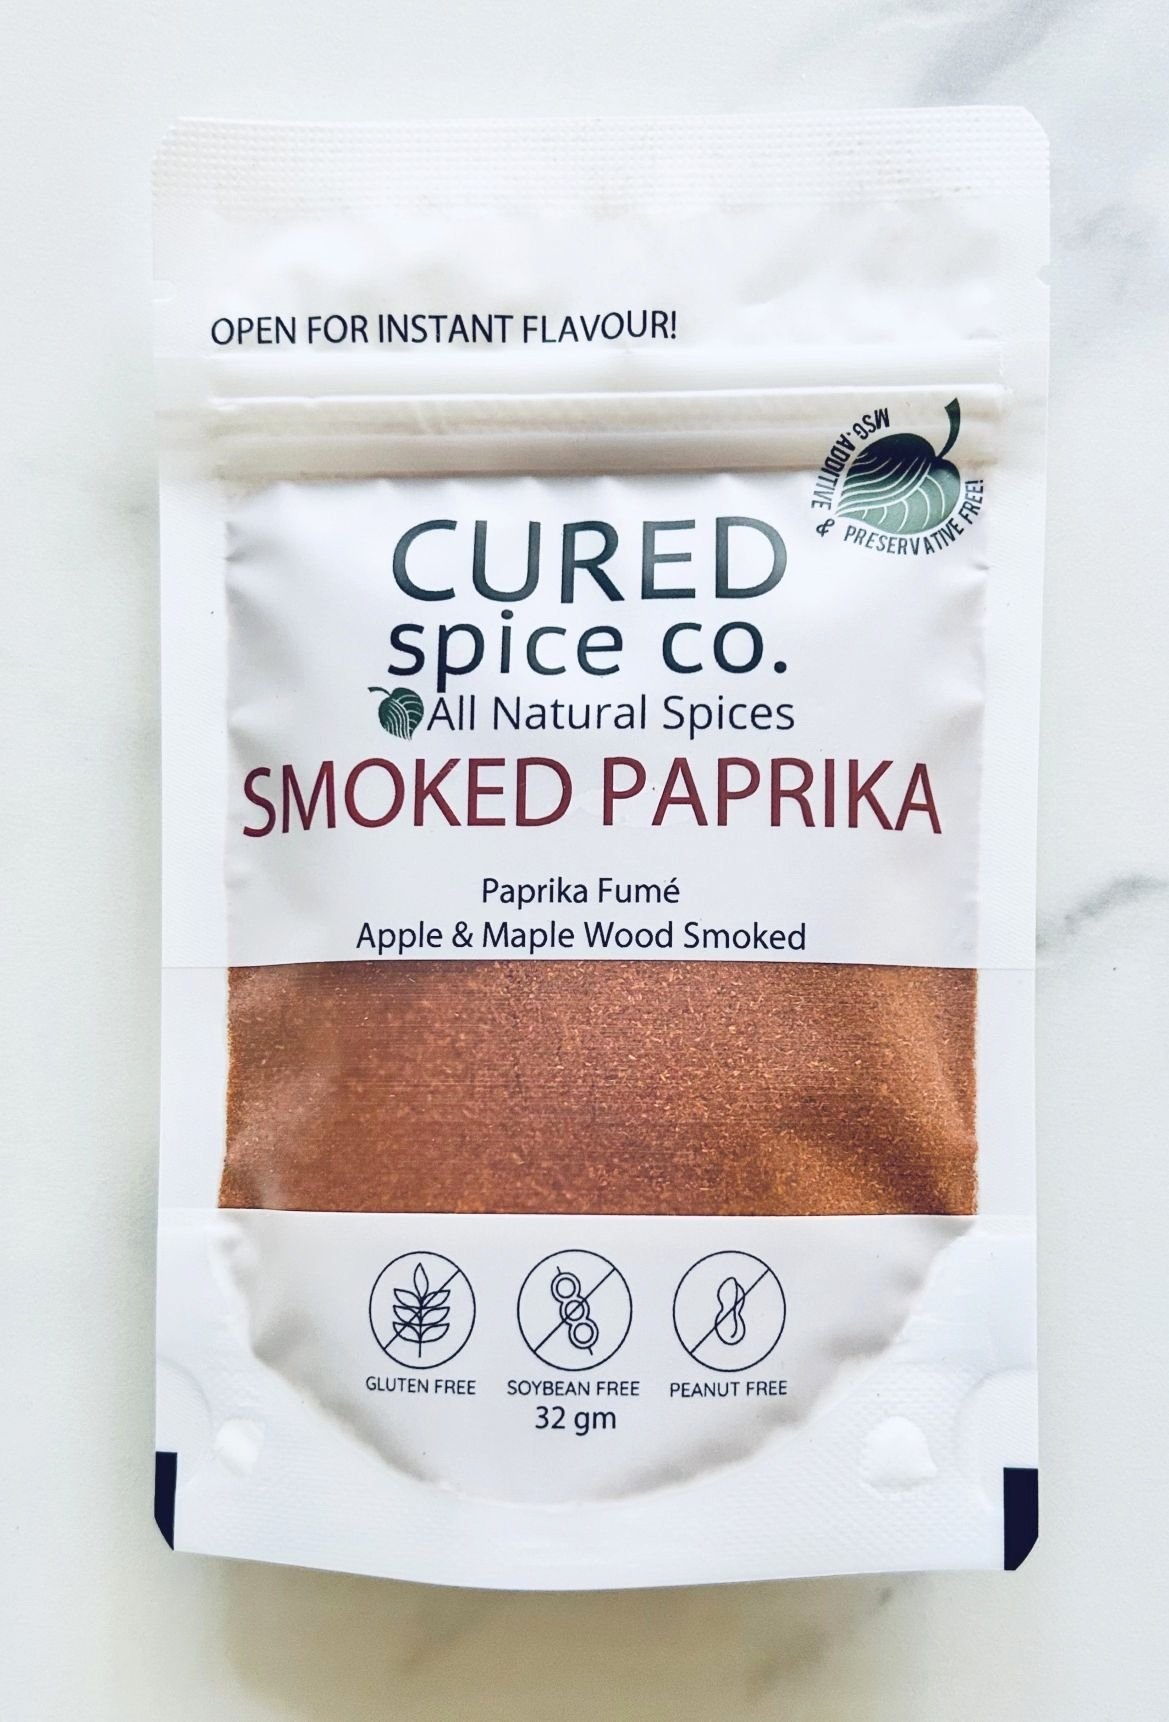 OPEN FOR INSTANT FLAVOUR!
MSG, ADDITIVE & PRESERVATIVE FREE!
CURED
spice co.
All Natural Spices
SMOKED PAPRIKA
Paprika Fumé
Apple & Maple Wood Smoked
GLUTEN FREE SOYBEAN FREE PEANUT FREE
32 gm